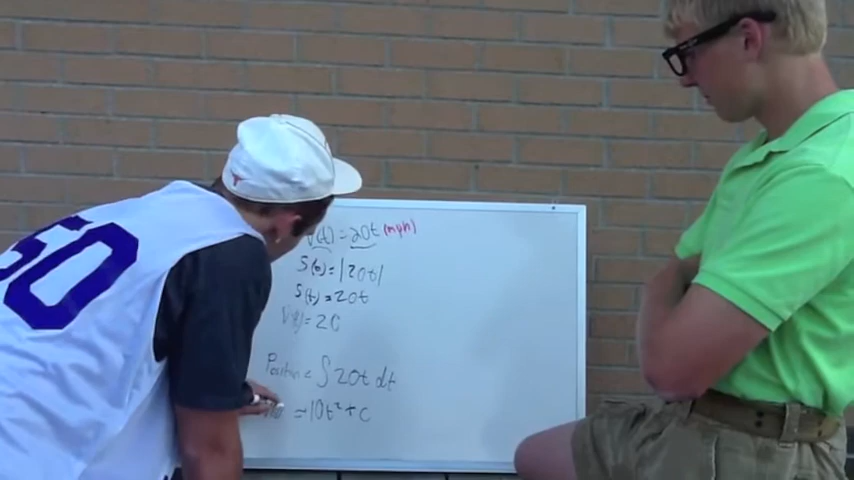 50
V(t) = 20t (mph)
S(t) = |20t|
S(t) = 20t
V'(t) = 20
Position = ∫ 20t dt
= 10t² + c